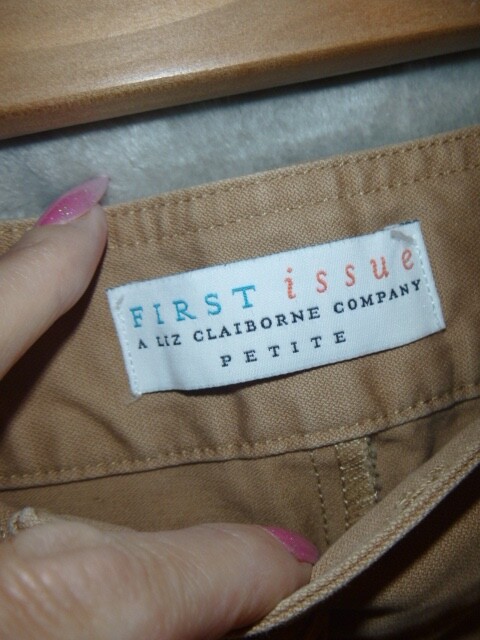 FIRST issue
A LIZ CLAIBORNE COMPANY
PETITE